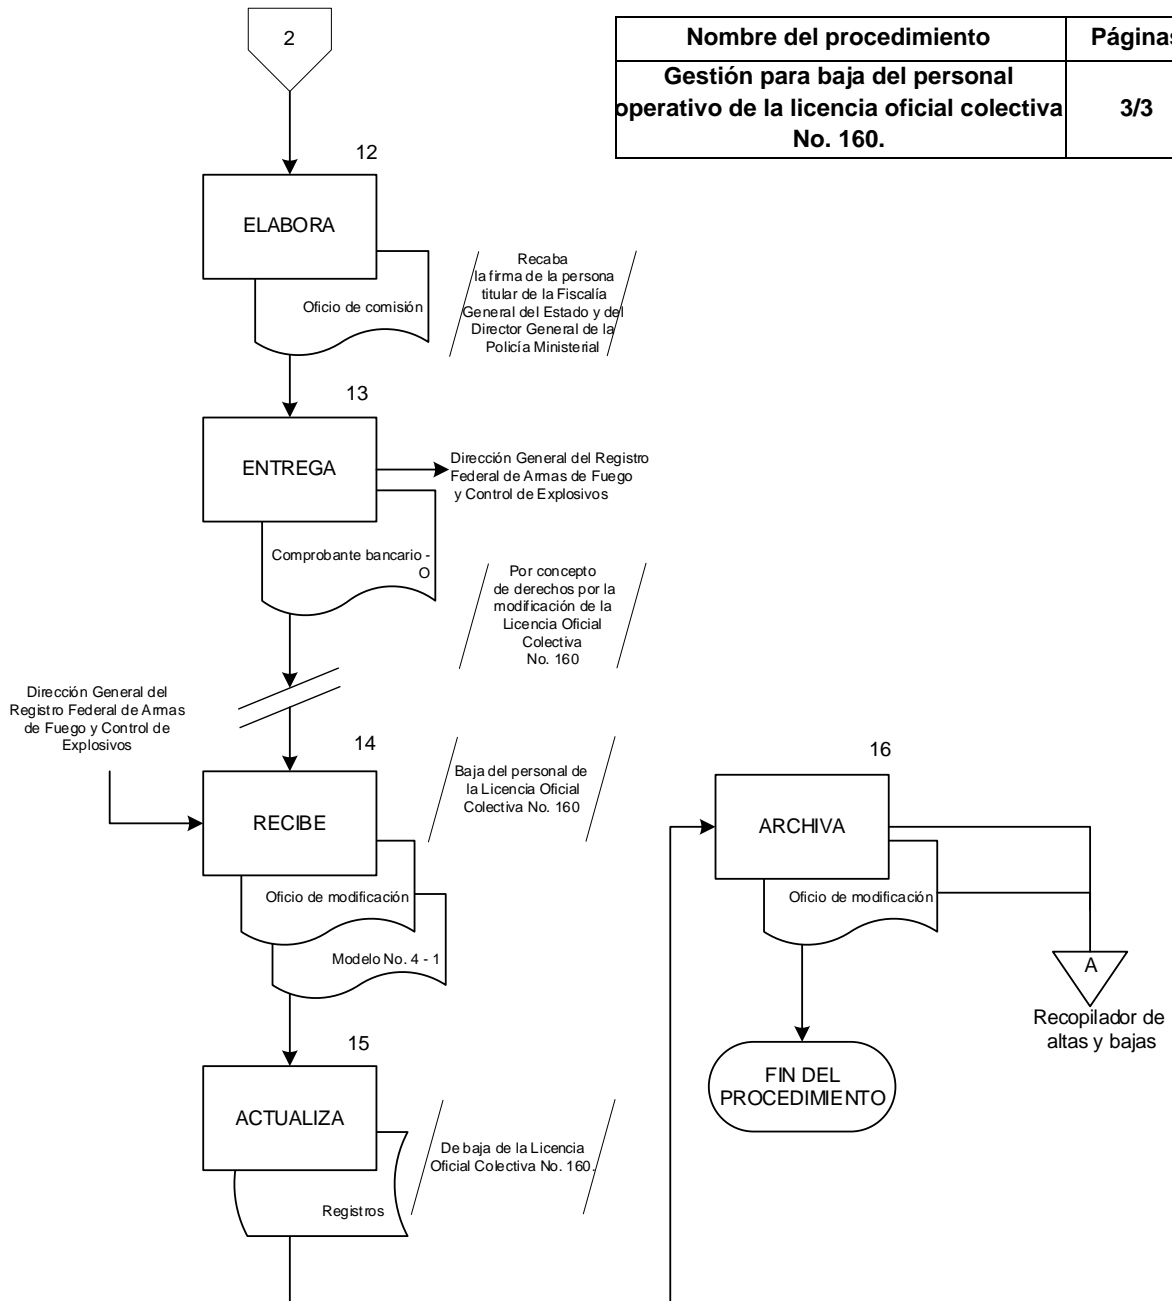 2
Nombre del procedimiento
Páginas
Gestión para baja del personal
operativo de la licencia oficial colectiva
No. 160.
3/3
12
ELABORA
Oficio de comisión
Recaba
la firma de la persona
titular de la Fiscalía
General del Estado y del
Director General de la
Policía Ministerial
13
ENTREGA
Dirección General del Registro
Federal de Armas de Fuego
y Control de Explosivos
Comprobante bancario -
O
Por concepto
de derechos por la
modificación de la
Licencia Oficial
Colectiva
No. 160
Dirección General del
Registro Federal de Armas
de Fuego y Control de
Explosivos
14
RECIBE
Baja del personal de
la Licencia Oficial
Colectiva No. 160
Oficio de modificación
Modelo No. 4 - 1
15
ACTUALIZA
De baja de la Licencia
Oficial Colectiva No. 160.
Registros
16
ARCHIVA
Oficio de modificación
A
Recopilador de
altas y bajas
FIN DEL
PROCEDIMIENTO